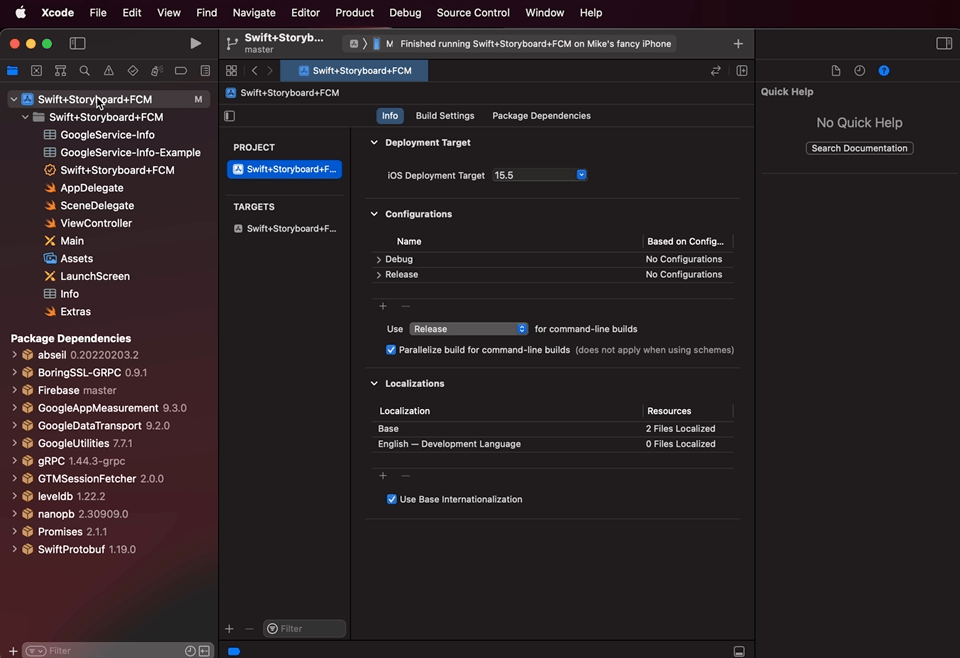 Xcode File Edit View Find Navigate Editor Product Debug Source Control Window Help
Swift+Storyb...
master
M Finished running Swift+Storyboard+FCM on Mike's fancy iPhone
Swift+Storyboard+FCM
Swift+Storyboard+FCM
Quick Help
No Quick Help
Search Documentation
Swift+Storyboard+FCM M
Swift+Storyboard+FCM
GoogleService-Info
GoogleService-Info-Example
Swift+Storyboard+FCM
AppDelegate
SceneDelegate
ViewController
Main
Assets
LaunchScreen
Info
Extras
Package Dependencies
abseil 0.20220203.2
BoringSSL-GRPC 0.9.1
Firebase master
GoogleAppMeasurement 9.3.0
GoogleDataTransport 9.2.0
GoogleUtilities 7.7.1
gRPC 1.44.3-grpc
GTMSessionFetcher 2.0.0
leveldb 1.22.2
nanopb 2.30909.0
Promises 2.1.1
SwiftProtobuf 1.19.0
Filter
Info Build Settings Package Dependencies
PROJECT
Swift+Storyboard+F...
TARGETS
Swift+Storyboard+F...
Filter
Deployment Target
iOS Deployment Target 15.5
Configurations
Name Based on Config...
Debug No Configurations
Release No Configurations
Use Release for command-line builds
Parallelize build for command-line builds (does not apply when using schemes)
Localizations
Localization Resources
Base 2 Files Localized
English — Development Language 0 Files Localized
Use Base Internationalization